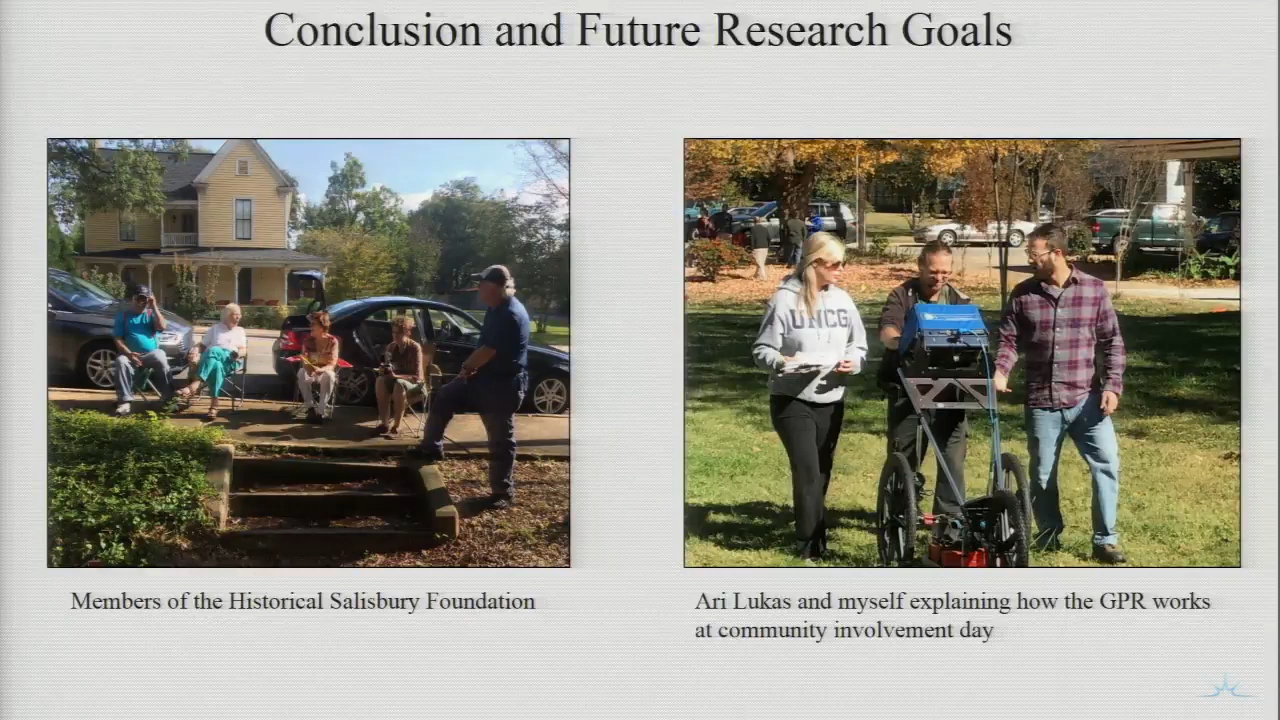 Conclusion and Future Research Goals
UNCG
Members of the Historical Salisbury Foundation
Ari Lukas and myself explaining how the GPR works
at community involvement day